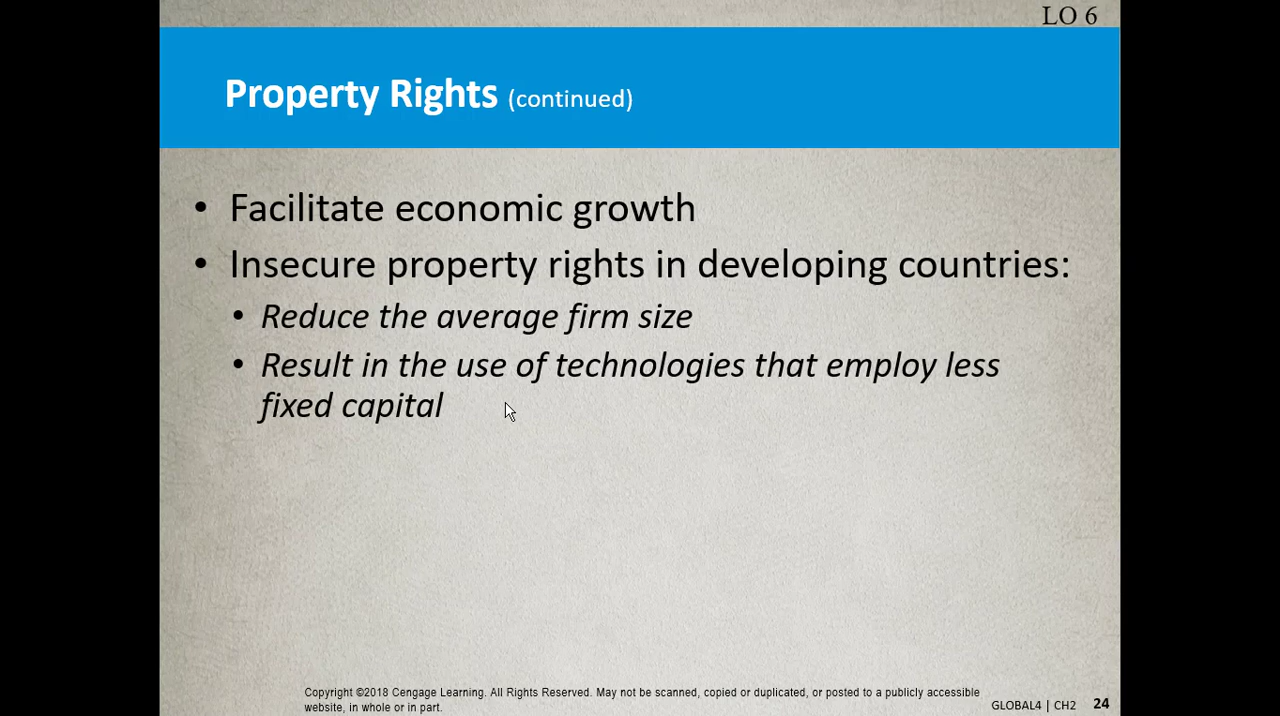 LO 6
Property Rights (continued)
• Facilitate economic growth
• Insecure property rights in developing countries:
• Reduce the average firm size
• Result in the use of technologies that employ less
fixed capital
Copyright ©2018 Cengage Learning. All Rights Reserved. May not be scanned, copied or duplicated, or posted to a publicly accessible
website, in whole or in part.
GLOBAL4 | CH2 24